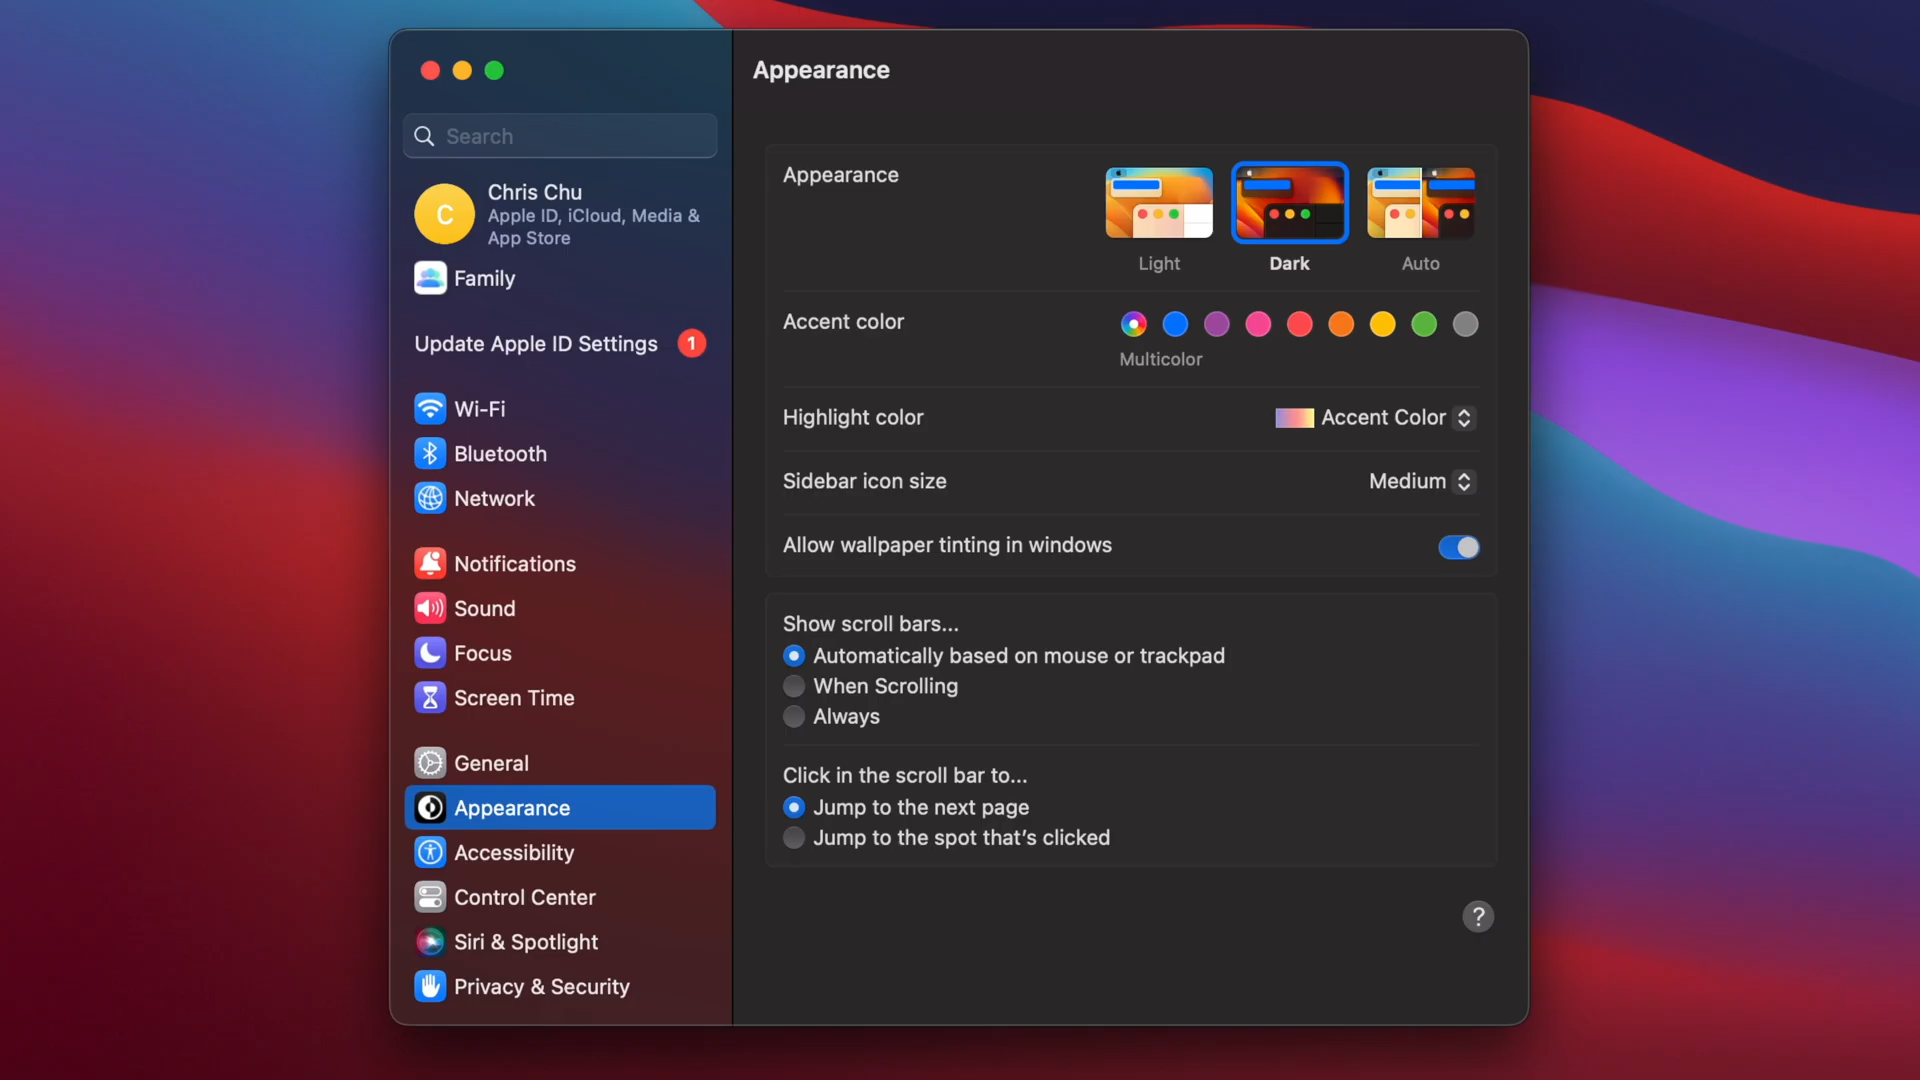 Appearance
Search
C
Chris Chu
Apple ID, iCloud, Media &
App Store
Family
Update Apple ID Settings 1
Wi-Fi
Bluetooth
Network
Notifications
Sound
Focus
Screen Time
General
Appearance
Accessibility
Control Center
Siri & Spotlight
Privacy & Security
Appearance
Light Dark Auto
Accent color
Multicolor
Highlight color Accent Color
Sidebar icon size Medium
Allow wallpaper tinting in windows
Show scroll bars...
Automatically based on mouse or trackpad
When Scrolling
Always
Click in the scroll bar to...
Jump to the next page
Jump to the spot that’s clicked
?